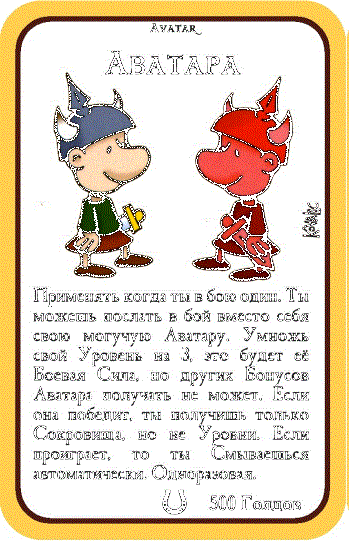 AVATAR
АВАТАРА
Применять когда ты в бою один. Ты
можешь послать в бой вместо себя
свою могучую Аватару. Умножь
свой Уровень на 3, это будет её
Боевая Сила, но других Бонусов
Аватара получать не может. Если
она победит, ты получишь только
Сокровища, но не Уровни. Если
проиграет, то ты Смываешься
автоматически. Одноразовая.
500 Голдов